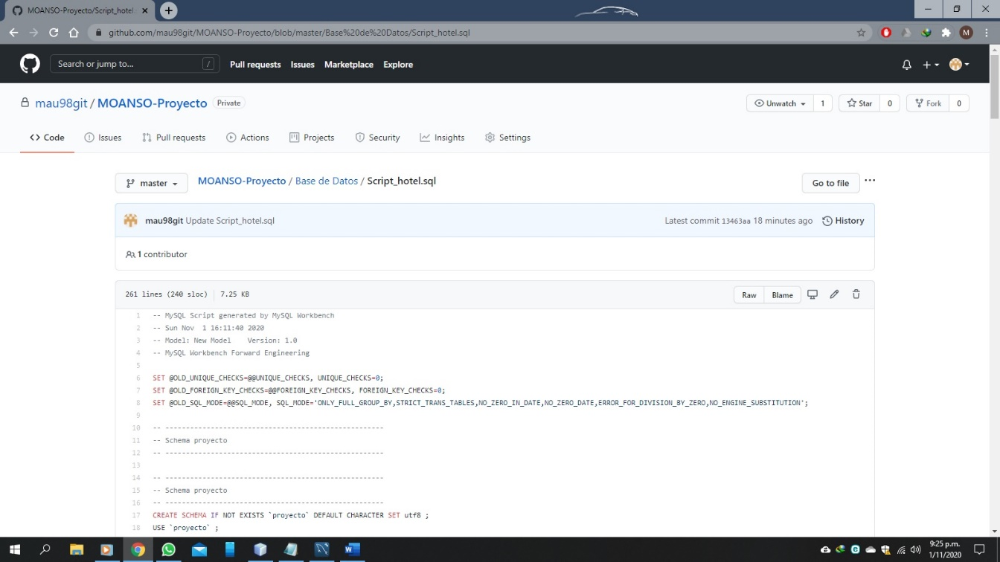 MOANSO-Proyecto/Script_hotel.
github.com/mau98git/MOANSO-Proyecto/blob/master/Base%20de%20Datos/Script_hotel.sql
M
Search or jump to... /
Pull requests Issues Marketplace Explore
mau98git / MOANSO-Proyecto Private
Unwatch 1 Star 0 Fork 0
Code Issues Pull requests Actions Projects Security Insights Settings
master MOANSO-Proyecto / Base de Datos / Script_hotel.sql Go to file ...
mau98git Update Script_hotel.sql Latest commit 13463aa 18 minutes ago History
1 contributor
261 lines (240 sloc) 7.25 KB Raw Blame
1 -- MySQL Script generated by MySQL Workbench
2 -- Sun Nov  1 16:11:40 2020
3 -- Model: New Model    Version: 1.0
4 -- MySQL Workbench Forward Engineering
5
6 SET @OLD_UNIQUE_CHECKS=@@UNIQUE_CHECKS, UNIQUE_CHECKS=0;
7 SET @OLD_FOREIGN_KEY_CHECKS=@@FOREIGN_KEY_CHECKS, FOREIGN_KEY_CHECKS=0;
8 SET @OLD_SQL_MODE=@@SQL_MODE, SQL_MODE='ONLY_FULL_GROUP_BY,STRICT_TRANS_TABLES,NO_ZERO_IN_DATE,NO_ZERO_DATE,ERROR_FOR_DIVISION_BY_ZERO,NO_ENGINE_SUBSTITUTION';
9
10 -- -----------------------------------------------------
11 -- Schema proyecto
12 -- -----------------------------------------------------
13
14 -- -----------------------------------------------------
15 -- Schema proyecto
16 -- -----------------------------------------------------
17 CREATE SCHEMA IF NOT EXISTS `proyecto` DEFAULT CHARACTER SET utf8 ;
18 USE `proyecto` ;
9:25 p.m.
1/11/2020